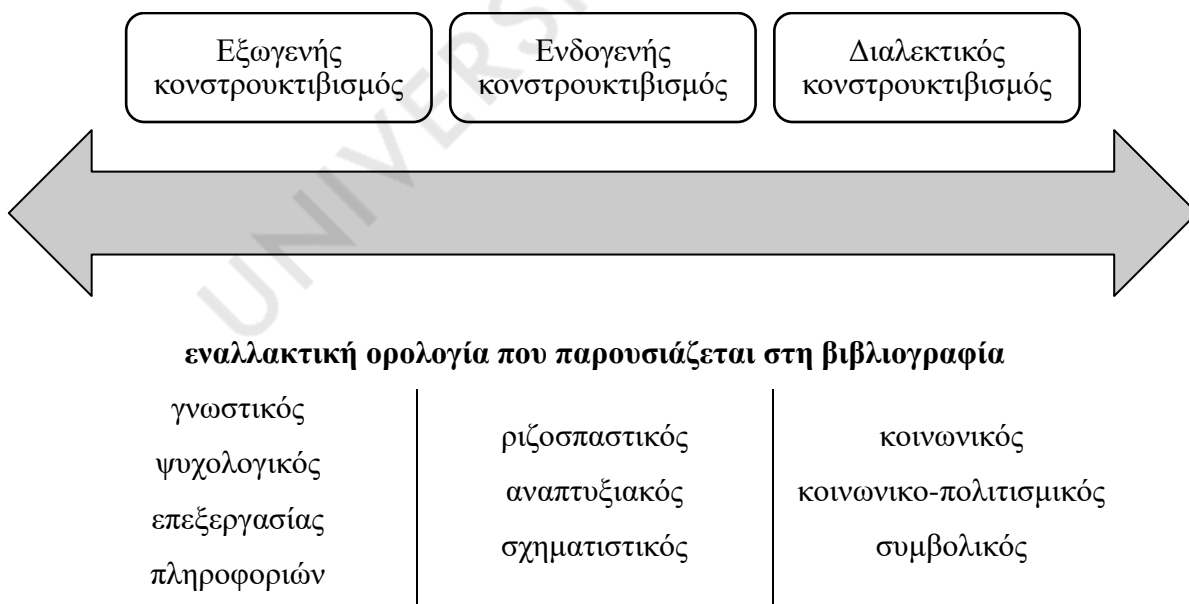 Εξωγενής
κονστρουκτιβισμός
Ενδογενής
κονστρουκτιβισμός
Διαλεκτικός
κονστρουκτιβισμός
UNIVERSI
εναλλακτική ορολογία που παρουσιάζεται στη βιβλιογραφία
γνωστικός
ψυχολογικός
επεξεργασίας
πληροφοριών
ριζοσπαστικός
αναπτυξιακός
σχηματιστικός
κοινωνικός
κοινωνικο-πολιτισμικός
συμβολικός